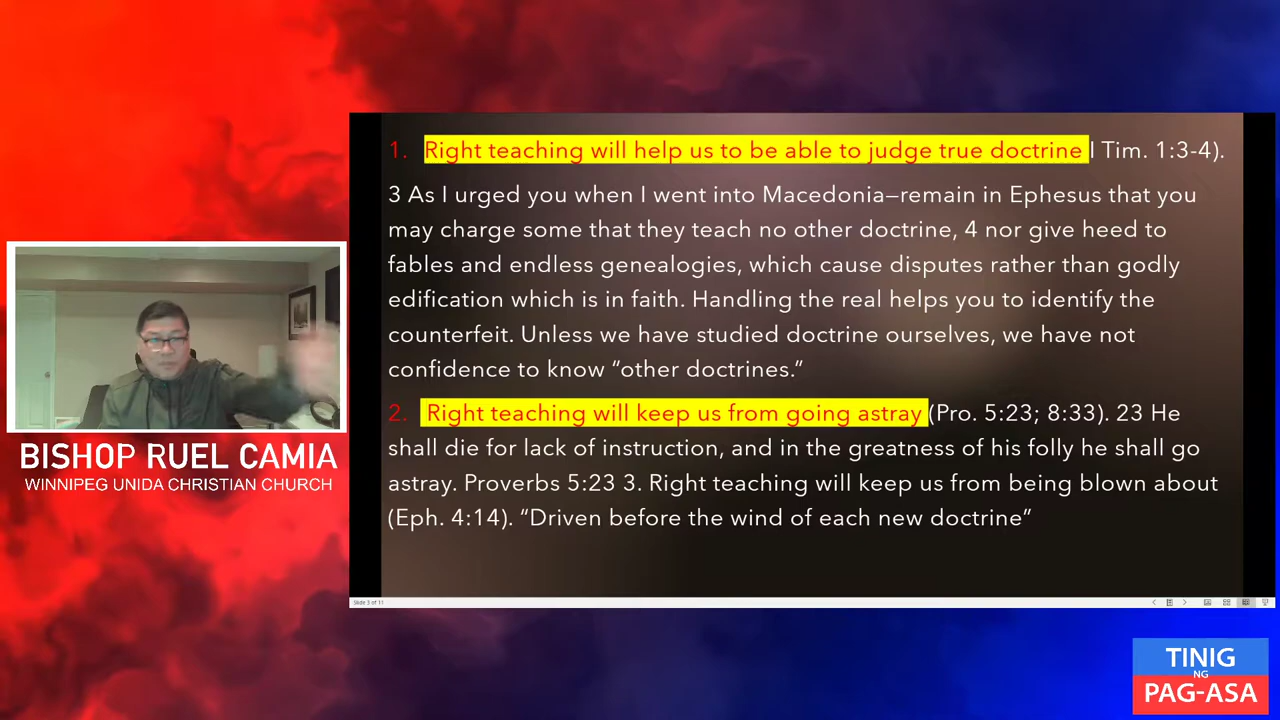 1. Right teaching will help us to be able to judge true doctrine I Tim. 1:3-4).
3 As I urged you when I went into Macedonia—remain in Ephesus that you
may charge some that they teach no other doctrine, 4 nor give heed to
fables and endless genealogies, which cause disputes rather than godly
edification which is in faith. Handling the real helps you to identify the
counterfeit. Unless we have studied doctrine ourselves, we have not
confidence to know “other doctrines.”
2. Right teaching will keep us from going astray (Pro. 5:23; 8:33). 23 He
shall die for lack of instruction, and in the greatness of his folly he shall go
astray. Proverbs 5:23 3. Right teaching will keep us from being blown about
(Eph. 4:14). “Driven before the wind of each new doctrine”
Slide 3 of 11
BISHOP RUEL CAMIA
WINNIPEG UNIDA CHRISTIAN CHURCH
TINIG
NG
PAG-ASA